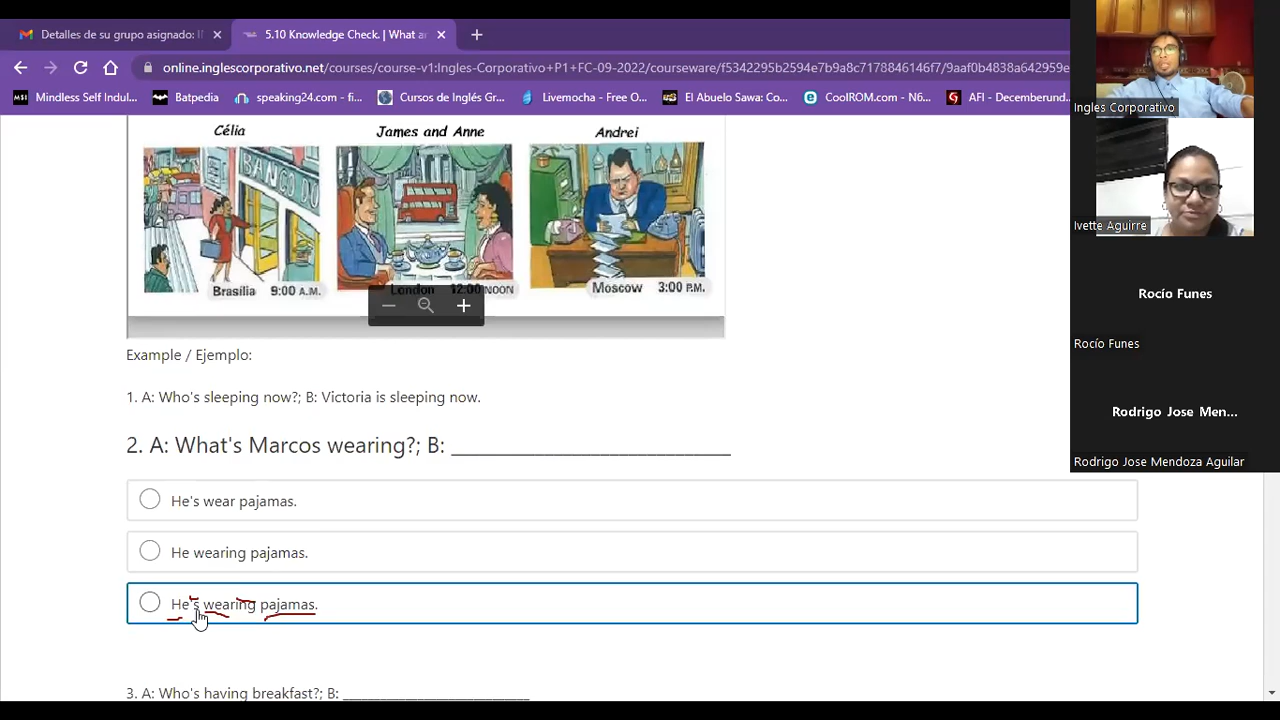 Detalles de su grupo asignado: I
5.10 Knowledge Check. | What a
online.inglescorporativo.net/courses/course-v1:Ingles-Corporativo+P1+FC-09-2022/courseware/f5342295b2594e7b9a8c7178846146f7/9aaf0b4838a642959e
Mindless Self Indul...
Batpedia
speaking24.com - fi...
Cursos de Inglés Gr...
Livemocha - Free O...
El Abuelo Sawa: Co...
CoolROM.com - N6...
AFI - Decemberund...
Célia
James and Anne
Andrei
BANCO DO
Brasília 9:00 A.M.
London 12:00 NOON
Moscow 3:00 P.M.
Example / Ejemplo:
1. A: Who's sleeping now?; B: Victoria is sleeping now.
2. A: What's Marcos wearing?; B: ____________________________
He's wear pajamas.
He wearing pajamas.
He's wearing pajamas.
3. A: Who's having breakfast?; B: ______________________
Ingles Corporativo
Ivette Aguirre
Rocío Funes
Rocío Funes
Rodrigo Jose Men...
Rodrigo Jose Mendoza Aguilar